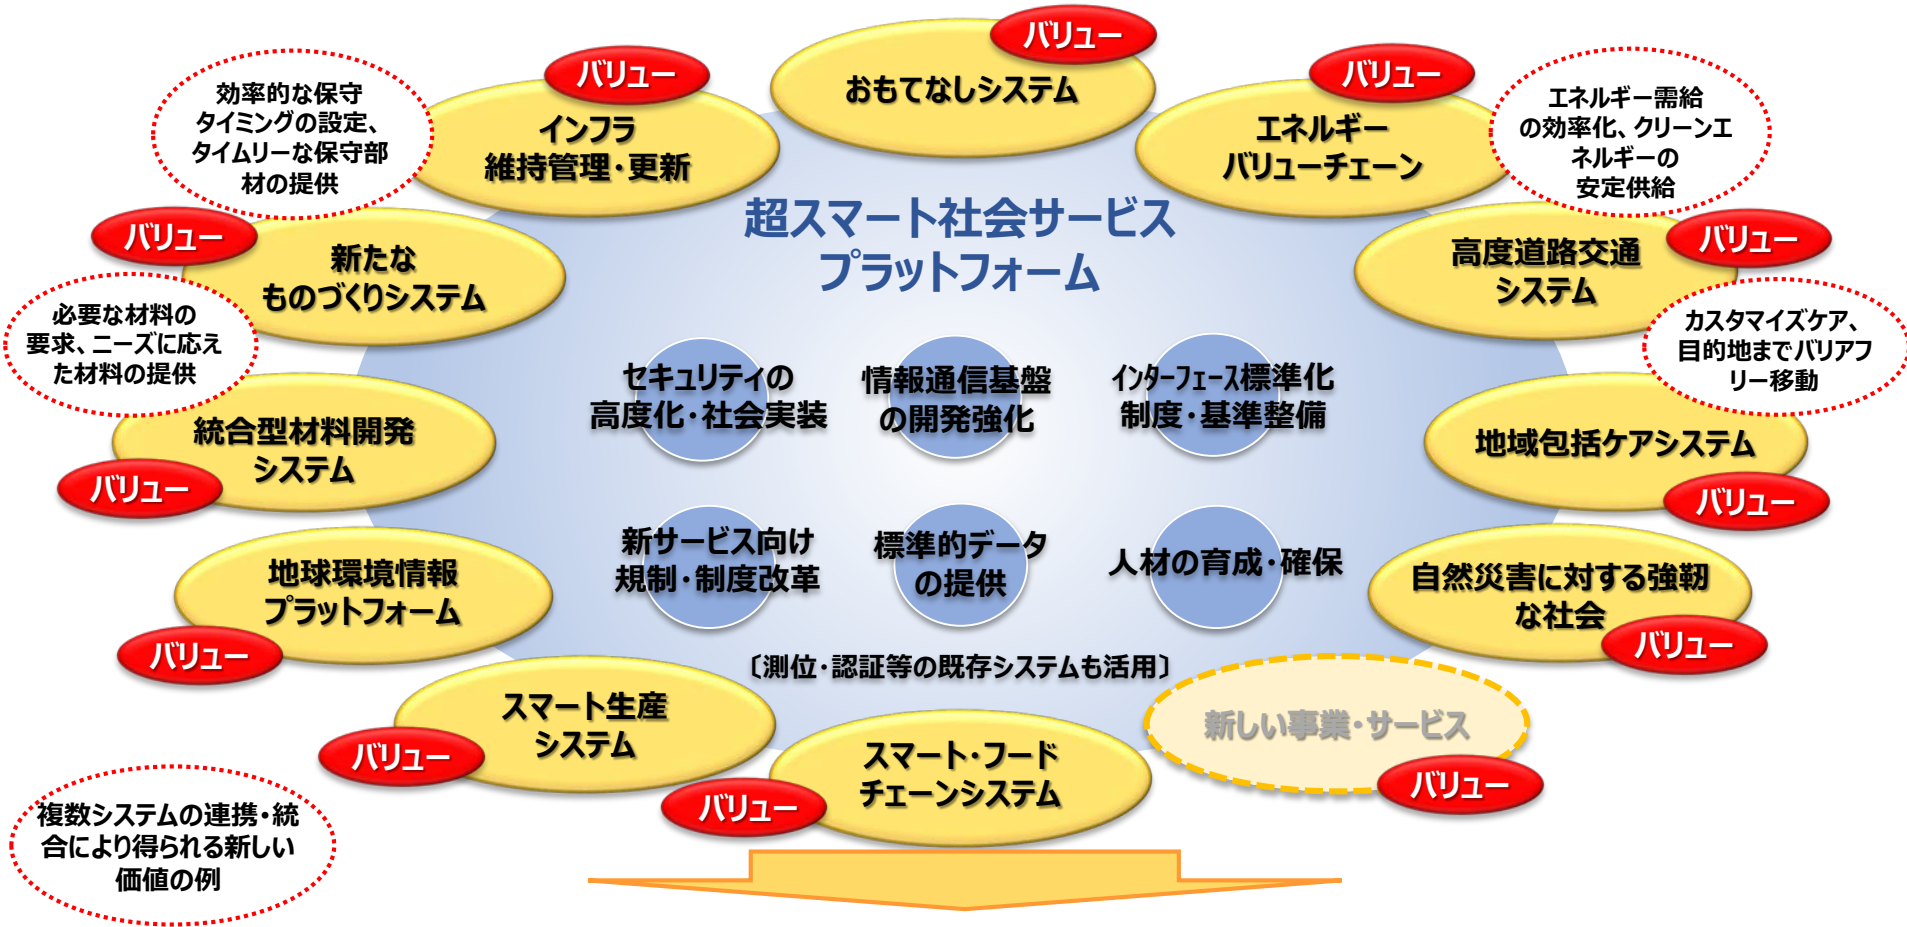 バリュー
おもてなしシステム
バリュー
インフラ
維持管理・更新
バリュー
エネルギー
バリューチェーン
効率的な保守
タイミングの設定、
タイムリーな保守部
材の提供
エネルギー需給
の効率化、クリーンエ
ネルギーの
安定供給
超スマート社会サービス
プラットフォーム
バリュー
新たな
ものづくりシステム
バリュー
高度道路交通
システム
必要な材料の
要求、ニーズに応え
た材料の提供
カスタマイズケア、
目的地までバリアフ
リー移動
セキュリティの
高度化・社会実装
情報通信基盤
の開発強化
インターフェース標準化
制度・基準整備
統合型材料開発
システム
バリュー
地域包括ケアシステム
バリュー
新サービス向け
規制・制度改革
標準的データ
の提供
人材の育成・確保
地球環境情報
プラットフォーム
バリュー
自然災害に対する強靭
な社会
バリュー
〔測位・認証等の既存システムも活用〕
スマート生産
システム
バリュー
スマート・フード
チェーンシステム
バリュー
新しい事業・サービス
バリュー
複数システムの連携・統
合により得られる新しい
価値の例